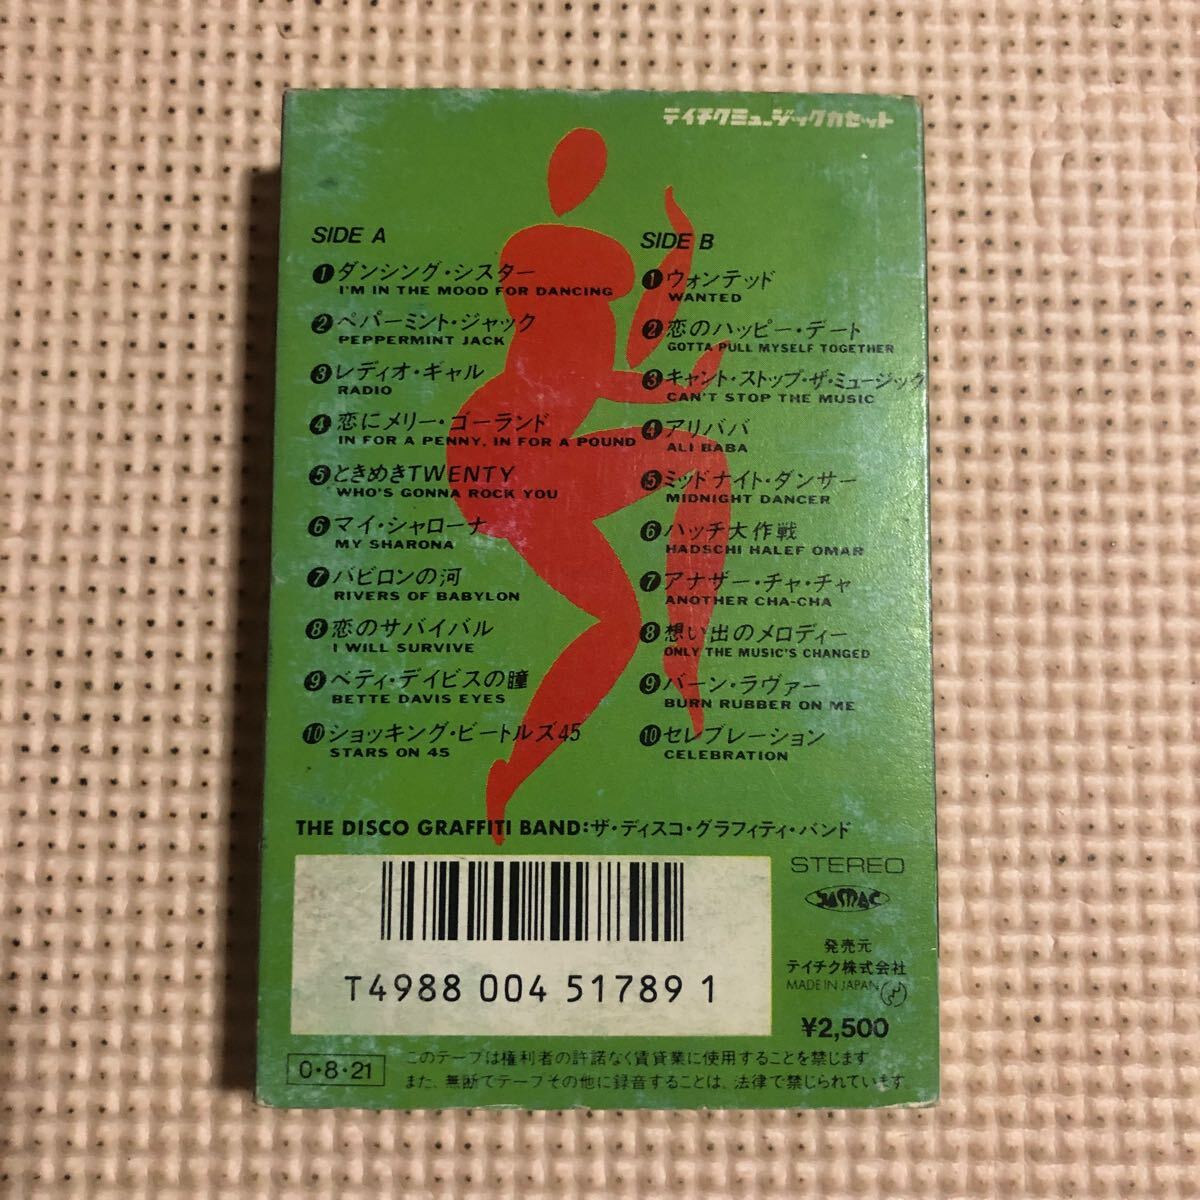 テイチクミュージックカセット
SIDE A
❶ダンシング・シスター
I'M IN THE MOOD FOR DANCING
❷ペパーミント・ジャック
PEPPERMINT JACK
❸レディオ・ギャル
RADIO
❹恋にメリー・ゴーランド
IN FOR A PENNY, IN FOR A POUND
❺ときめきTWENTY
WHO'S GONNA ROCK YOU
❻マイ・シャローナ
MY SHARONA
❼バビロンの河
RIVERS OF BABYLON
❽恋のサバイバル
I WILL SURVIVE
❾ベティ・デイビスの瞳
BETTE DAVIS EYES
❿ショッキング・ビートルズ45
STARS ON 45
SIDE B
❶ウォンテッド
WANTED
❷恋のハッピー・デート
GOTTA PULL MYSELF TOGETHER
❸キャント・ストップ・ザ・ミュージック
CAN'T STOP THE MUSIC
❹アリババ
ALI BABA
❺ミッドナイト・ダンサー
MIDNIGHT DANCER
❻ハッチ大作戦
HADSCHI HALEF OMAR
❼アナザー・チャ・チャ
ANOTHER CHA-CHA
❽想い出のメロディー
ONLY THE MUSIC'S CHANGED
❾バーン・ラヴァー
BURN RUBBER ON ME
❿セレブレーション
CELEBRATION
THE DISCO GRAFFITI BAND:ザ・ディスコ・グラフィティ・バンド
T4988 004 51789 1
STEREO
JASRAC
発売元
テイチク株式会社
MADE IN JAPAN
¥2,500
0・8・21
このテープは権利者の許諾なく賃貸業に使用することを禁じます
また、無断でテープその他に録音することは、法律で禁じられています